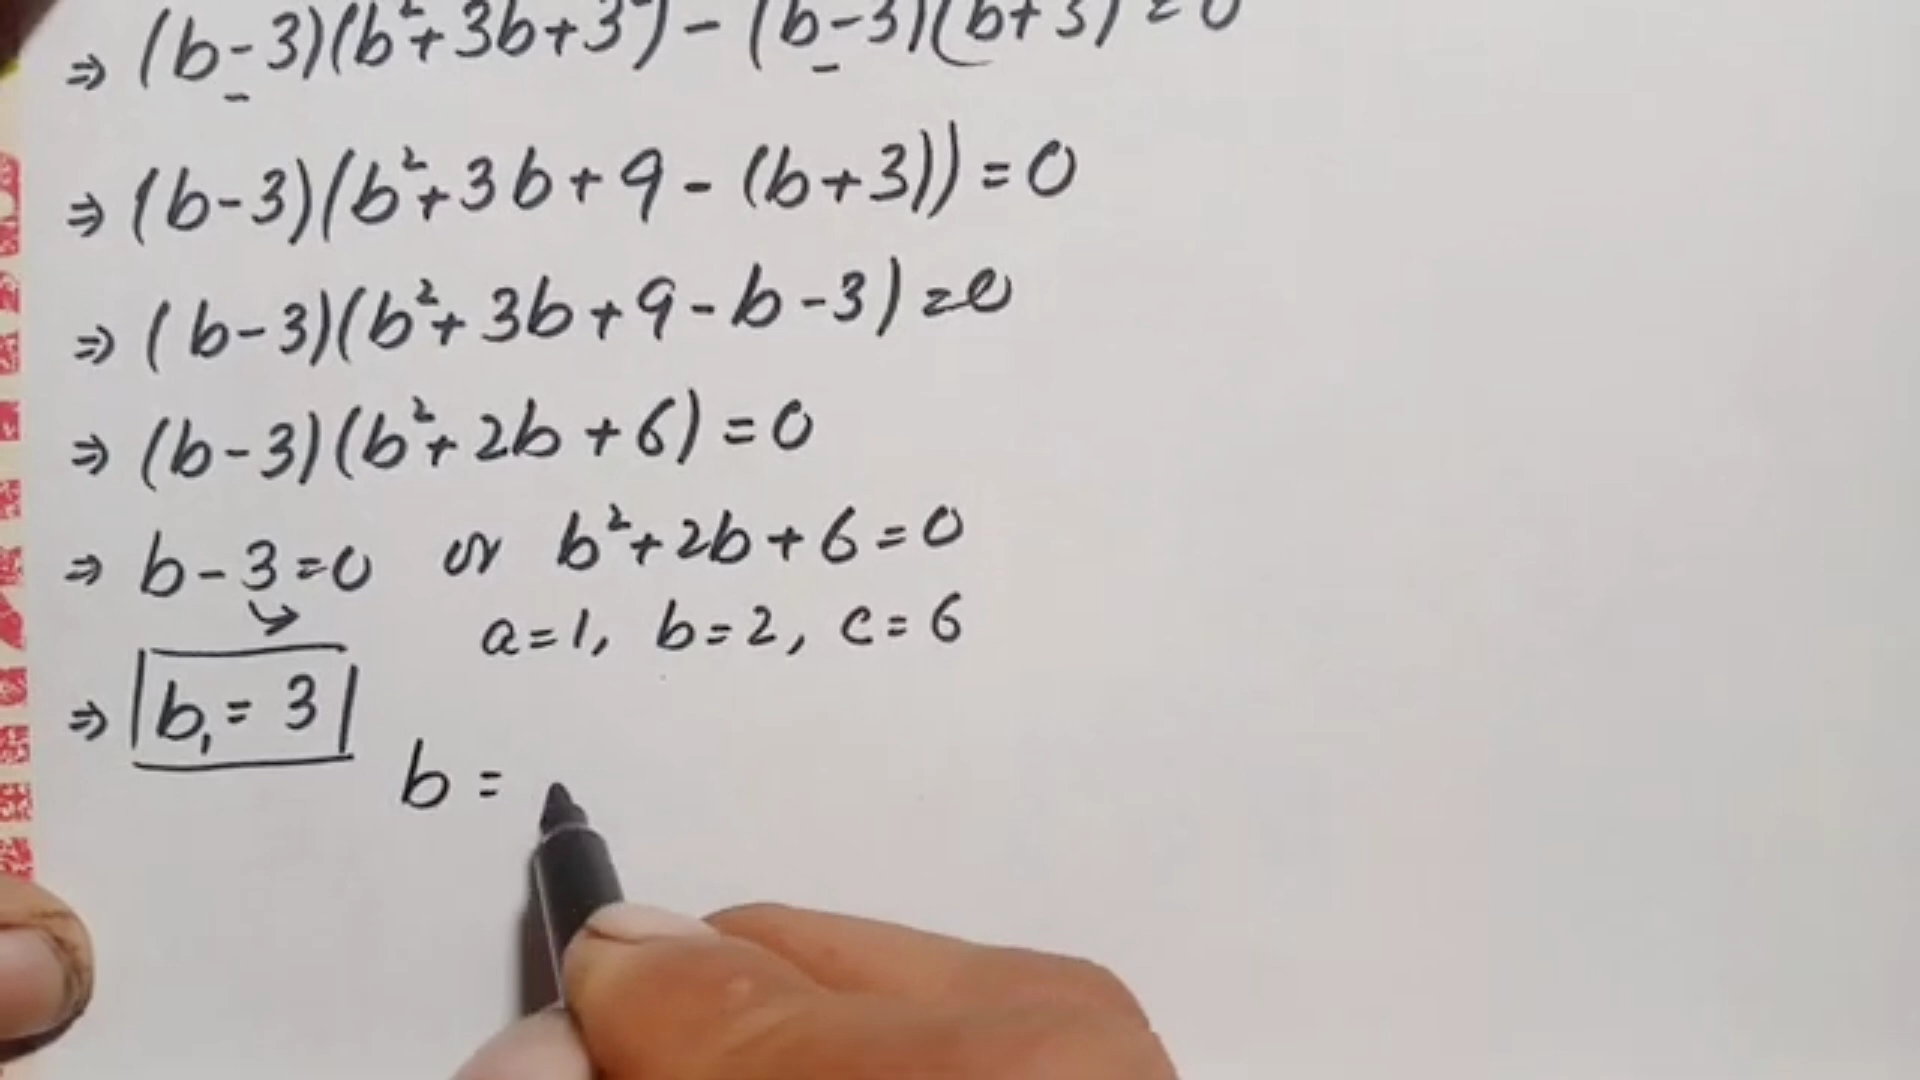 ⇒ (b-3)(b²+3b+3²) - (b-3)(b+3) = 0
⇒ (b-3)(b²+3b+9-(b+3)) = 0
⇒ (b-3)(b²+3b+9-b-3) = 0
⇒ (b-3)(b²+2b+6) = 0
⇒ b-3=0 or b²+2b+6=0
a=1, b=2, c=6
⇒ b₁ = 3
b =